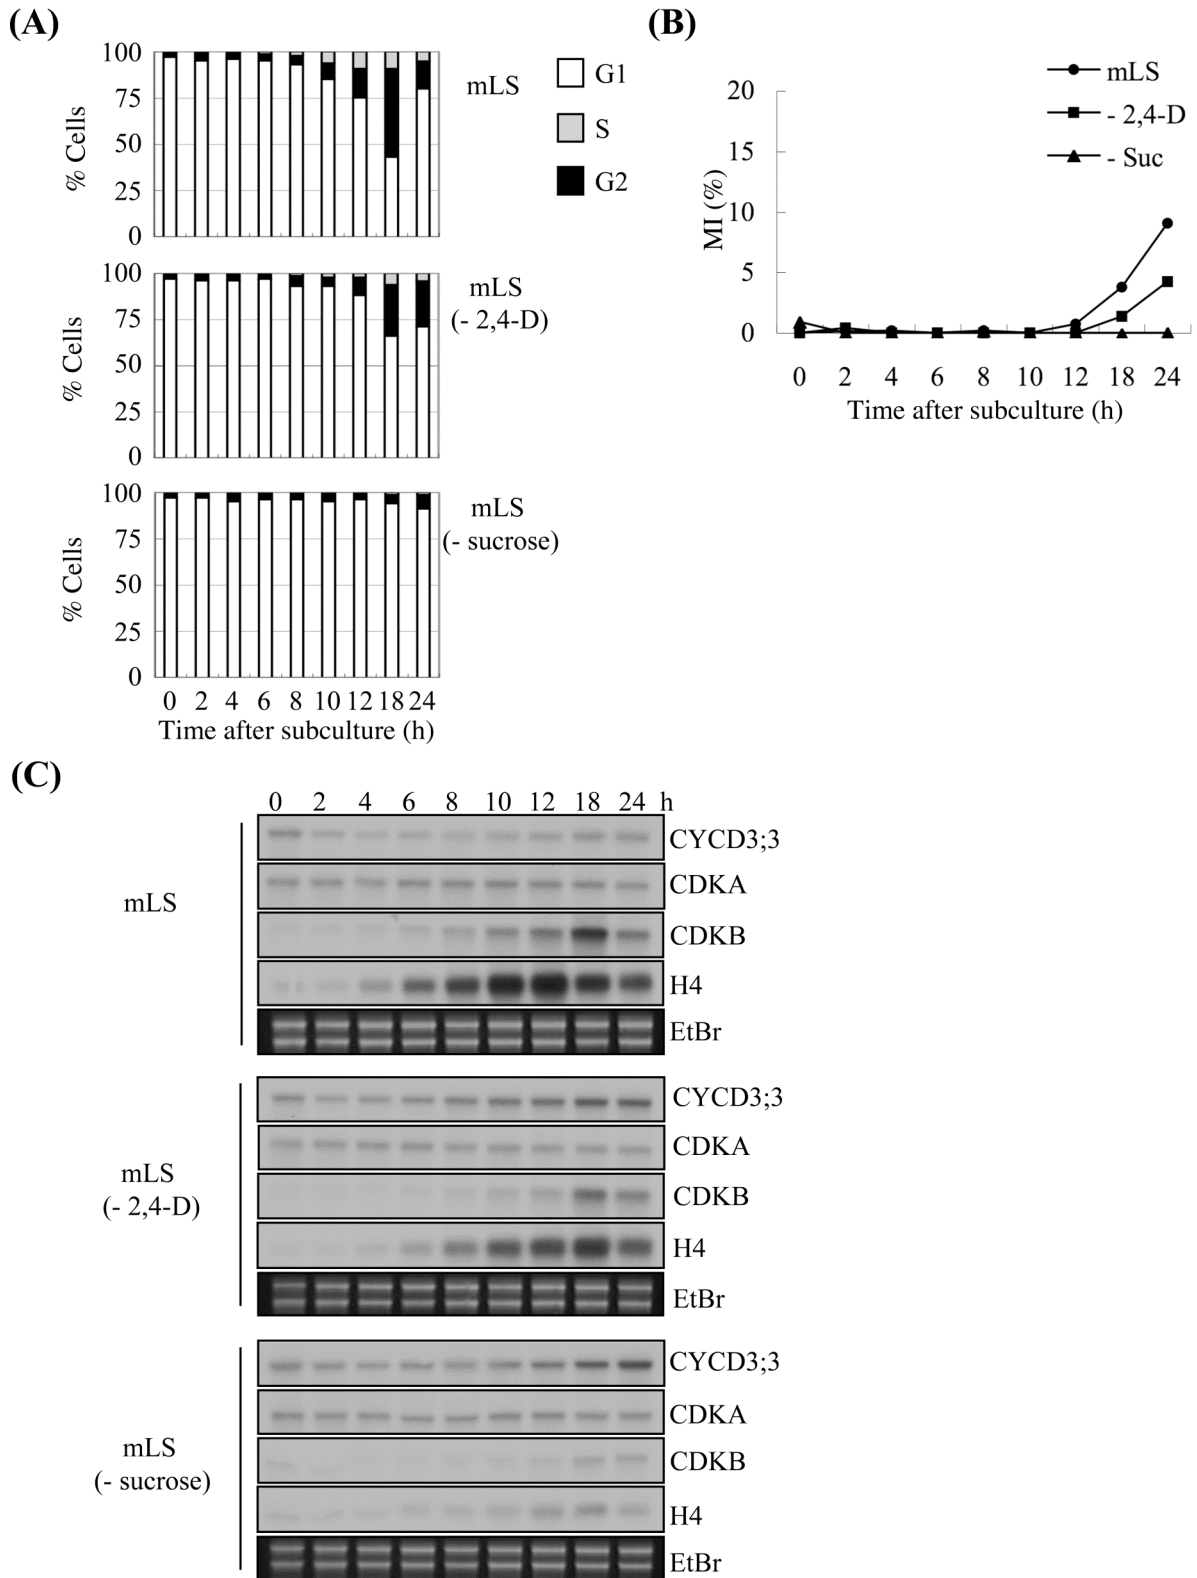 (A)
100
75
50
25
0
% Cells
mLS
G1
S
G2
100
75
50
25
0
% Cells
mLS
(- 2,4-D)
100
75
50
25
0
% Cells
mLS
(- sucrose)
0 2 4 6 8 10 12 18 24
Time after subculture (h)
(B)
mLS
- 2,4-D
- Suc
20
15
10
5
0
MI (%)
0 2 4 6 8 10 12 18 24
Time after subculture (h)
(C)
0 2 4 6 8 10 12 18 24 h
mLS
CYCD3;3
CDKA
CDKB
H4
EtBr
mLS
(- 2,4-D)
CYCD3;3
CDKA
CDKB
H4
EtBr
mLS
(- sucrose)
CYCD3;3
CDKA
CDKB
H4
EtBr